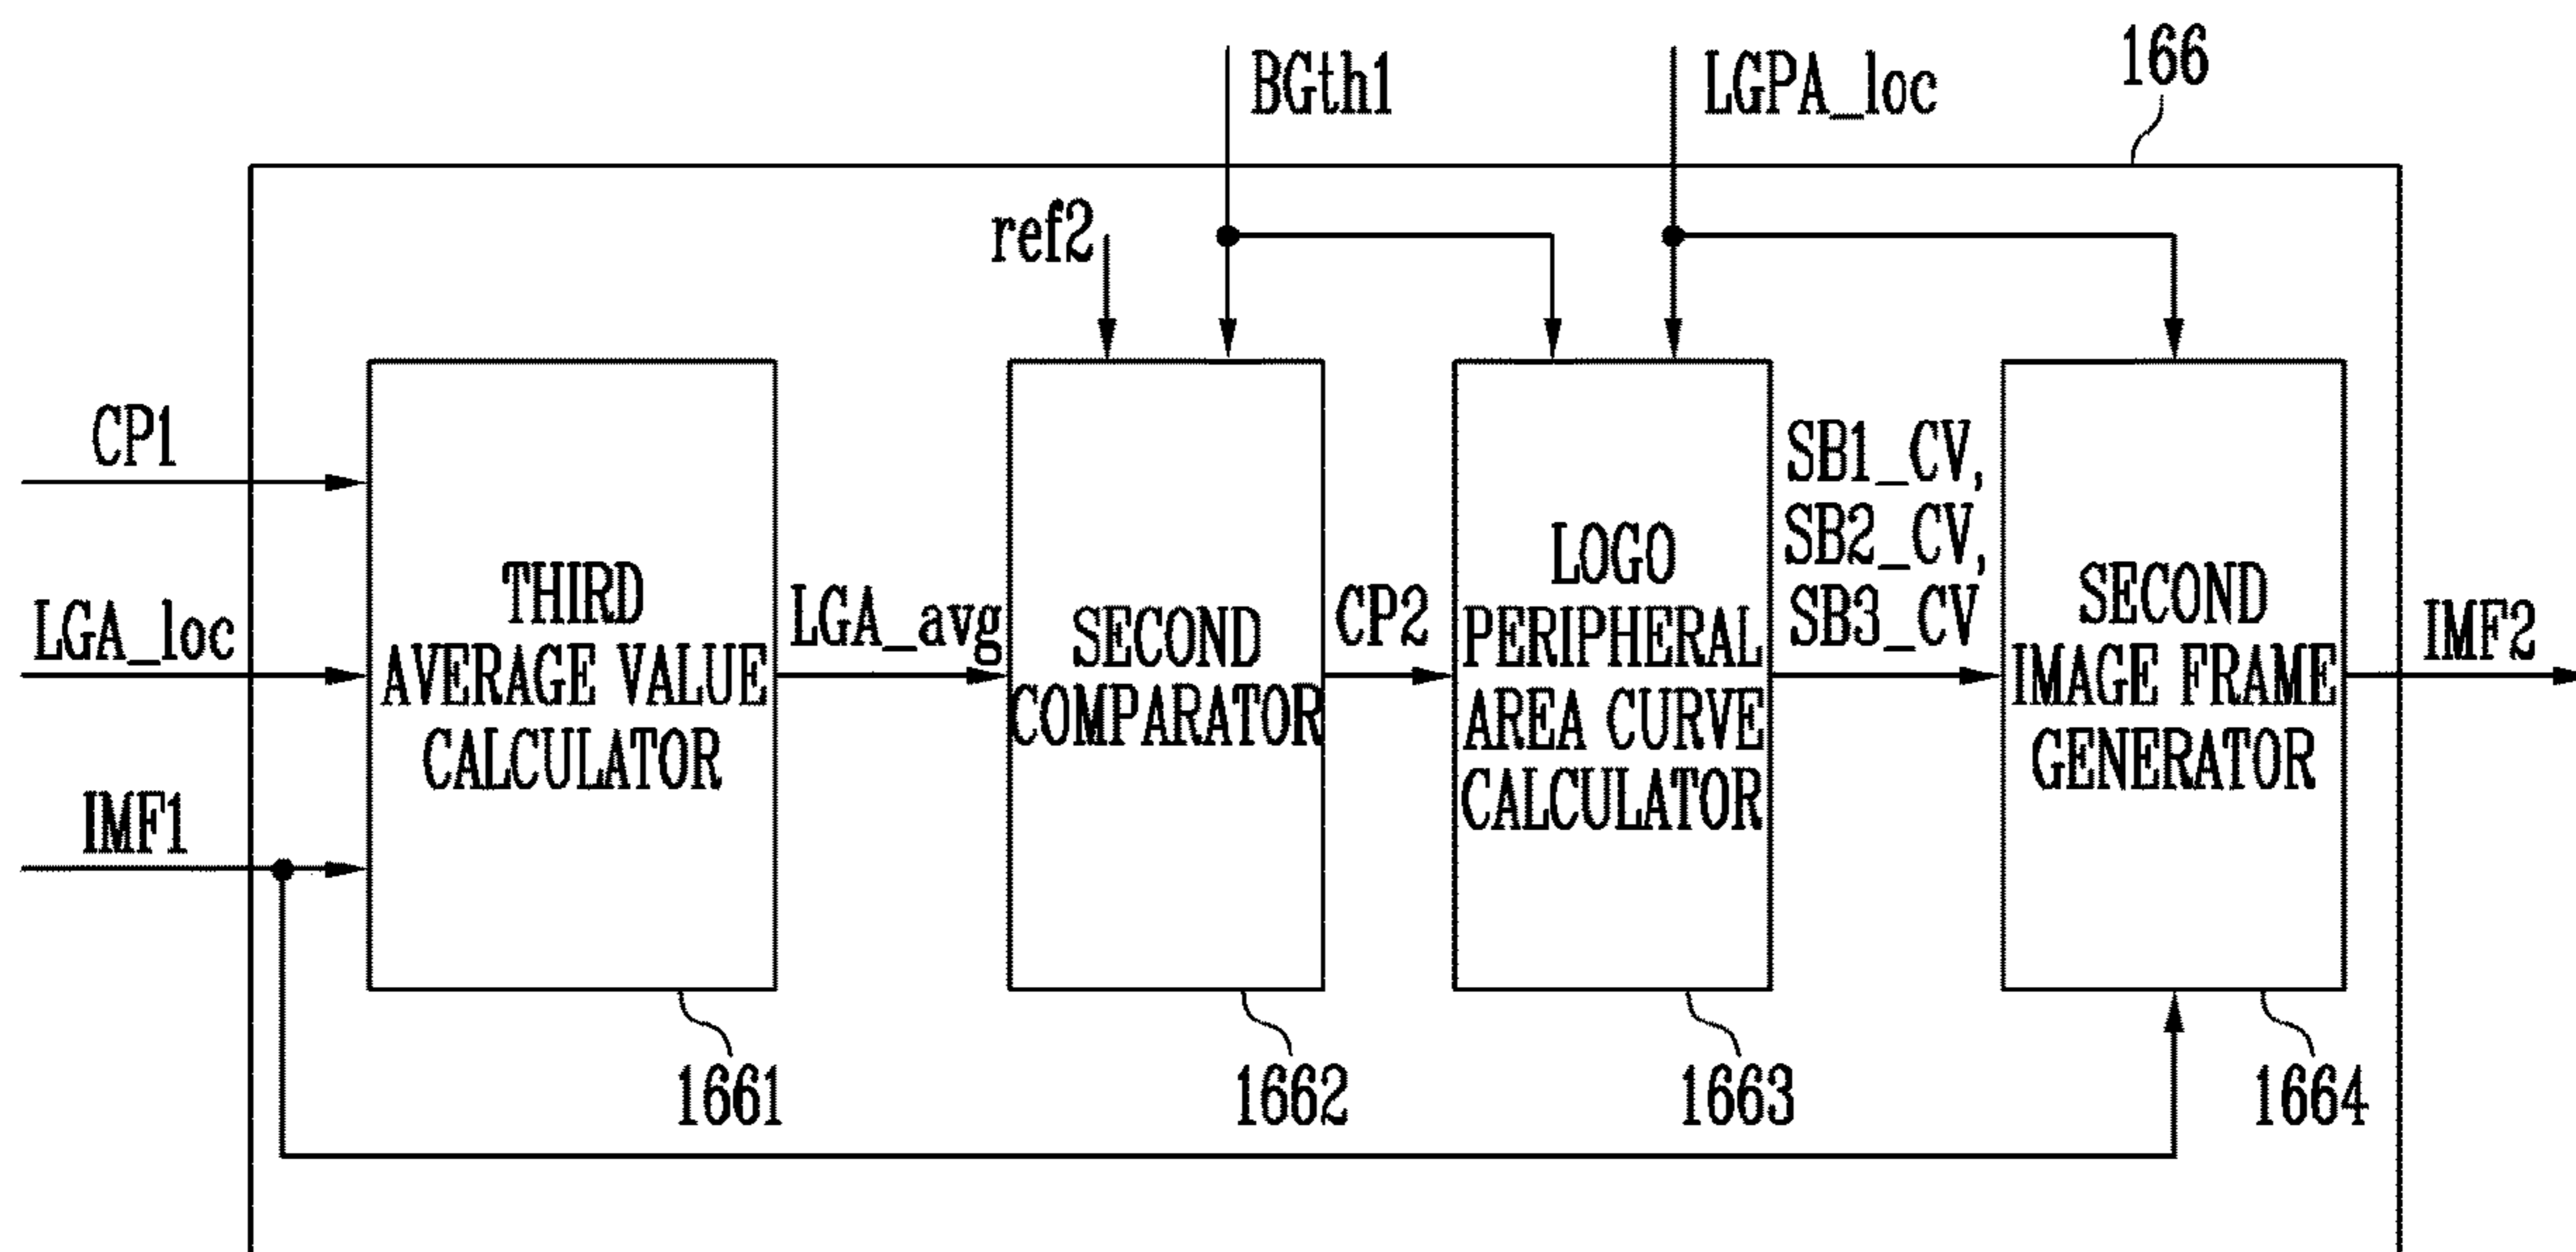 166
BGth1
LGPA_loc
ref2
CP1
LGA_loc
IMF1
THIRD
AVERAGE VALUE
CALCULATOR
LGA_avg
SECOND
COMPARATOR
CP2
LOGO
PERIPHERAL
AREA CURVE
CALCULATOR
SB1_CV,
SB2_CV,
SB3_CV
SECOND
IMAGE FRAME
GENERATOR
IMF2
1661
1662
1663
1664